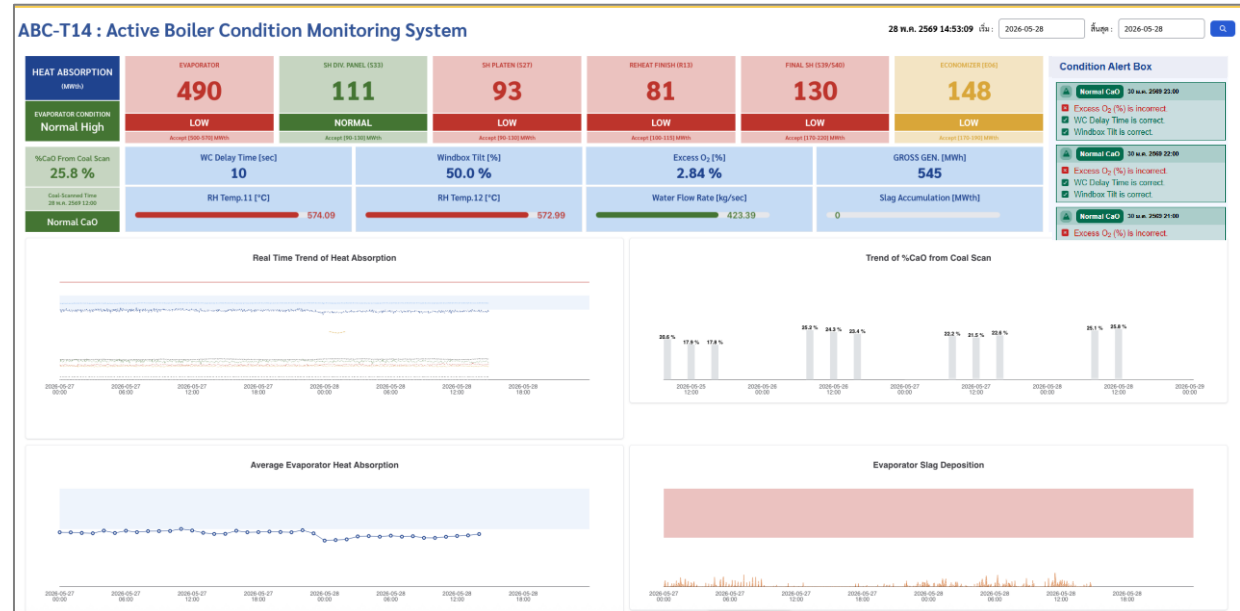 ABC-T14 : Active Boiler Condition Monitoring System
28 พ.ค. 2569 14:53:09 เริ่ม : 2026-05-28 สิ้นสุด : 2026-05-28
HEAT ABSORPTION
(MWth)
EVAPORATOR CONDITION
Normal High
EVAPORATOR
490
LOW
Accept [500-570] MWth
SH DIV. PANEL (S33)
111
NORMAL
Accept [90-130] MWth
SH PLATEN (S27)
93
LOW
Accept [90-130] MWth
REHEAT FINISH (R13)
81
LOW
Accept [100-115] MWth
FINAL SH (S39/S40)
130
LOW
Accept [170-220] MWth
ECONOMIZER (E06)
148
LOW
%CaO From Coal Scan
25.8 %
Coal-Scanned Time
28 พ.ค. 2569 12:00
Normal CaO
WC Delay Time [sec]
10
Windbox Tilt [%]
50.0 %
Excess O₂ [%]
2.84 %
GROSS GEN. [MWh]
545
RH Temp.11 [°C]
574.09
RH Temp.12 [°C]
572.99
Water Flow Rate [kg/sec]
423.39
Slag Accumulation [MWth]
0
Condition Alert Box
Normal CaO 30 พ.ค. 2569 23:00
Excess O₂ (%) is incorrect.
WC Delay Time is correct.
Windbox Tilt is correct.
Normal CaO 30 พ.ค. 2569 22:00
Excess O₂ (%) is incorrect.
WC Delay Time is correct.
Windbox Tilt is correct.
Normal CaO 30 พ.ค. 2569 21:00
Excess O₂ (%) is incorrect.
Real Time Trend of Heat Absorption
2026-05-27 2026-05-27 2026-05-27 2026-05-27 2026-05-28 2026-05-28 2026-05-28 2026-05-28
00:00 06:00 12:00 18:00 00:00 06:00 12:00 18:00
Trend of %CaO from Coal Scan
17.9 % 17.8 % 25.3 % 24.3 % 23.4 % 22.2 % 21.5 % 22.6 % 25.1 % 25.8 %
2026-05-25 2026-05-26 2026-05-26 2026-05-27 2026-05-27 2026-05-28 2026-05-28 2026-05-29
12:00 00:00 12:00 00:00 12:00 00:00 12:00 00:00
Average Evaporator Heat Absorption
2026-05-27 2026-05-27 2026-05-27 2026-05-27 2026-05-28 2026-05-28 2026-05-28 2026-05-28
00:00 06:00 12:00 18:00 00:00 06:00 12:00 18:00
Evaporator Slag Deposition
2026-05-27 2026-05-27 2026-05-27 2026-05-27 2026-05-28 2026-05-28 2026-05-28 2026-05-28
00:00 06:00 12:00 18:00 00:00 06:00 12:00 18:00